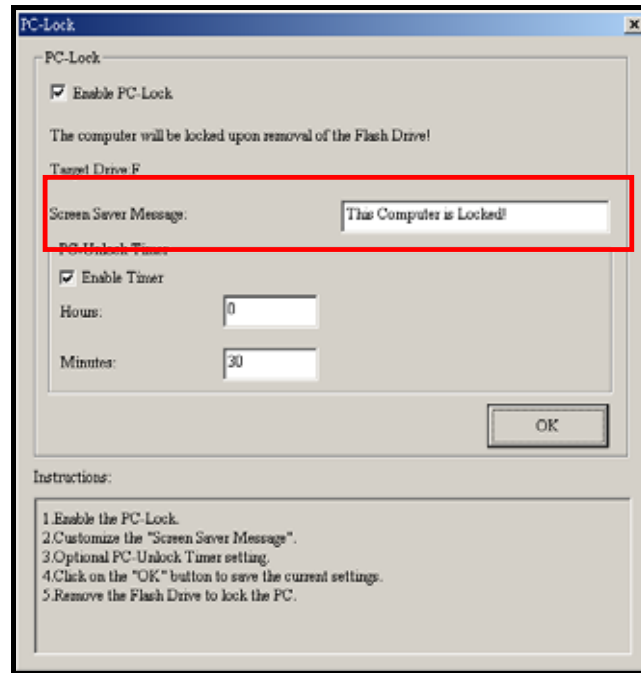 PC-Lock
PC-Lock
Enable PC-Lock
The computer will be locked upon removal of the Flash Drive!
Target Drive:F
Screen Saver Message: This Computer is Locked!
PC-Unlock Timer
Enable Timer
Hours: 0
Minutes: 30
OK
Instructions:
1.Enable the PC-Lock.
2.Customize the "Screen Saver Message".
3.Optional PC-Unlock Timer setting.
4.Click on the "OK" button to save the current settings.
5.Remove the Flash Drive to lock the PC.